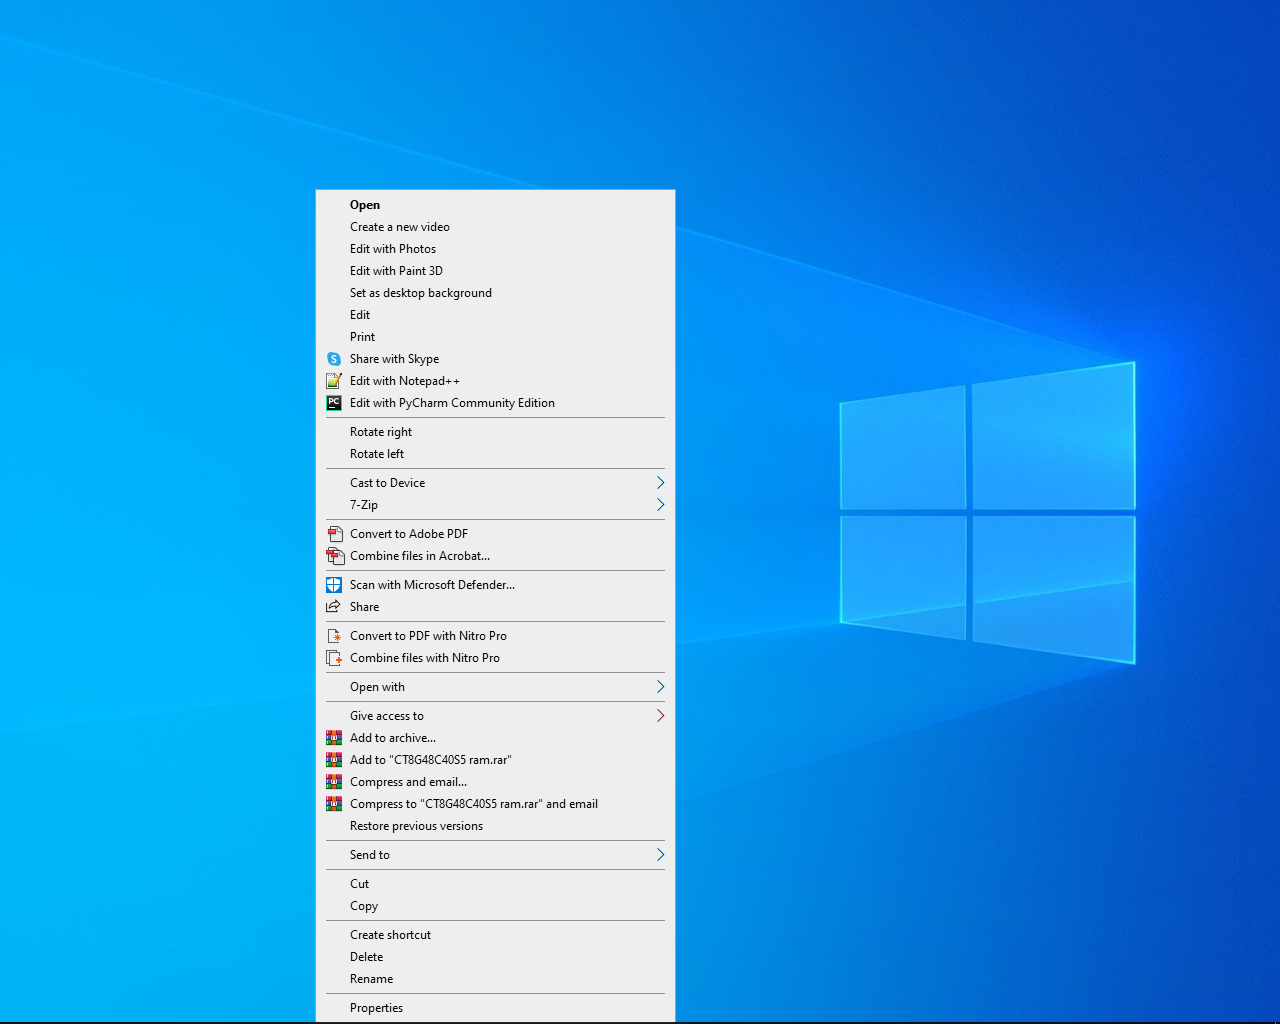 Open
Create a new video
Edit with Photos
Edit with Paint 3D
Set as desktop background
Edit
Print
Share with Skype
Edit with Notepad++
Edit with PyCharm Community Edition
Rotate right
Rotate left
Cast to Device
7-Zip
Convert to Adobe PDF
Combine files in Acrobat...
Scan with Microsoft Defender...
Share
Convert to PDF with Nitro Pro
Combine files with Nitro Pro
Open with
Give access to
Add to archive...
Add to "CT8G48C40S5 ram.rar"
Compress and email...
Compress to "CT8G48C40S5 ram.rar" and email
Restore previous versions
Send to
Cut
Copy
Create shortcut
Delete
Rename
Properties